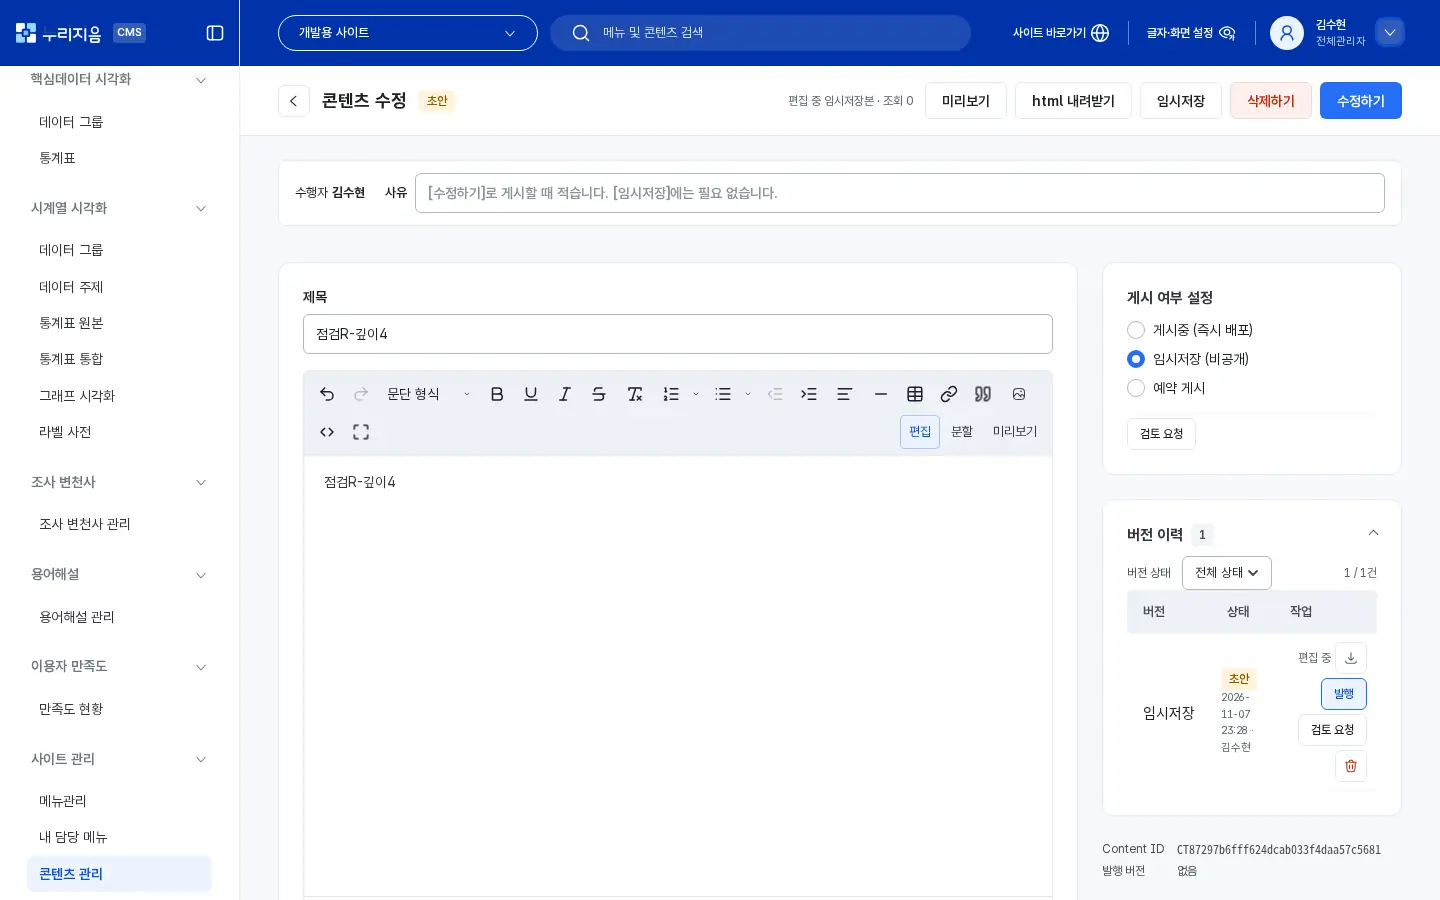 누리지음 CMS
개발용 사이트
메뉴 및 콘텐츠 검색
사이트 바로가기
글자·화면 설정
김수현
전체관리자
핵심데이터 시각화
데이터 그룹
통계표
시계열 시각화
데이터 그룹
데이터 주제
통계표 원본
통계표 통합
그래프 시각화
라벨 사전
조사 변천사
조사 변천사 관리
용어해설
용어해설 관리
이용자 만족도
만족도 현황
사이트 관리
메뉴관리
내 담당 메뉴
콘텐츠 관리
콘텐츠 수정 초안
편집 중 임시저장본 · 조회 0
미리보기
html 내려받기
임시저장
삭제하기
수정하기
수행자 김수현 사유 [수정하기]로 게시할 때 적습니다. [임시저장]에는 필요 없습니다.
제목
점검R-깊이4
문단 형식
편집 분할 미리보기
점검R-깊이4
게시 여부 설정
게시중 (즉시 배포)
임시저장 (비공개)
예약 게시
검토 요청
버전 이력 1
버전 상태 전체 상태 1 / 1건
버전 상태 작업
임시저장
초안
2026-
11-07
23:28 ·
김수현
편집 중
발행
검토 요청
Content ID CT87297b6fff624dcab033f4daa57c5681
발행 버전 없음